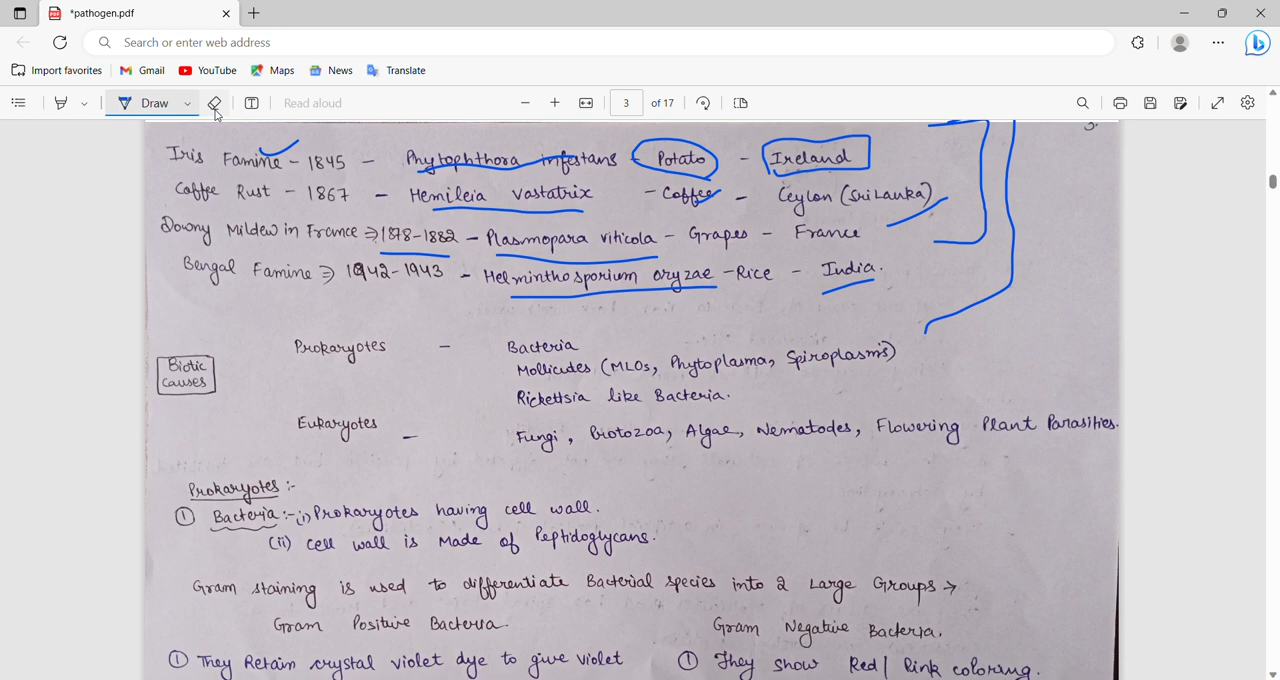 *pathogen.pdf
Search or enter web address
Import favorites Gmail YouTube Maps News Translate
Draw Read aloud 3 of 17
3.
Iris Famine - 1845 - Phytophthora infestans - Potato - Ireland
Coffee Rust - 1867 - Hemileia vastatrix - Coffee - Ceylon (SriLanka)
Downy Mildew in France ⇒ 1878-1882 - Plasmopara viticola - Grapes - France
Bengal Famine ⇒ 1942-1943 - Helminthosporium oryzae - Rice - India.
Prokaryotes - Bacteria
Biotic causes
Mollicutes (MLOs, Phytoplasma, Spiroplasms)
Rickettsia like Bacteria.
Eukaryotes - Fungi, Protozoa, Algae, Nematodes, Flowering Plant Parasities.
Prokaryotes :-
① Bacteria :- (i) Prokaryotes having cell wall.
(ii) cell wall is Made of Peptidoglycans.
Gram staining is used to differentiate Bacterial species into 2 Large Groups →
Gram Positive Bacteria. Gram Negative Bacteria.
① They Retain crystal violet dye to give violet ① They show Red/ Pink coloring.